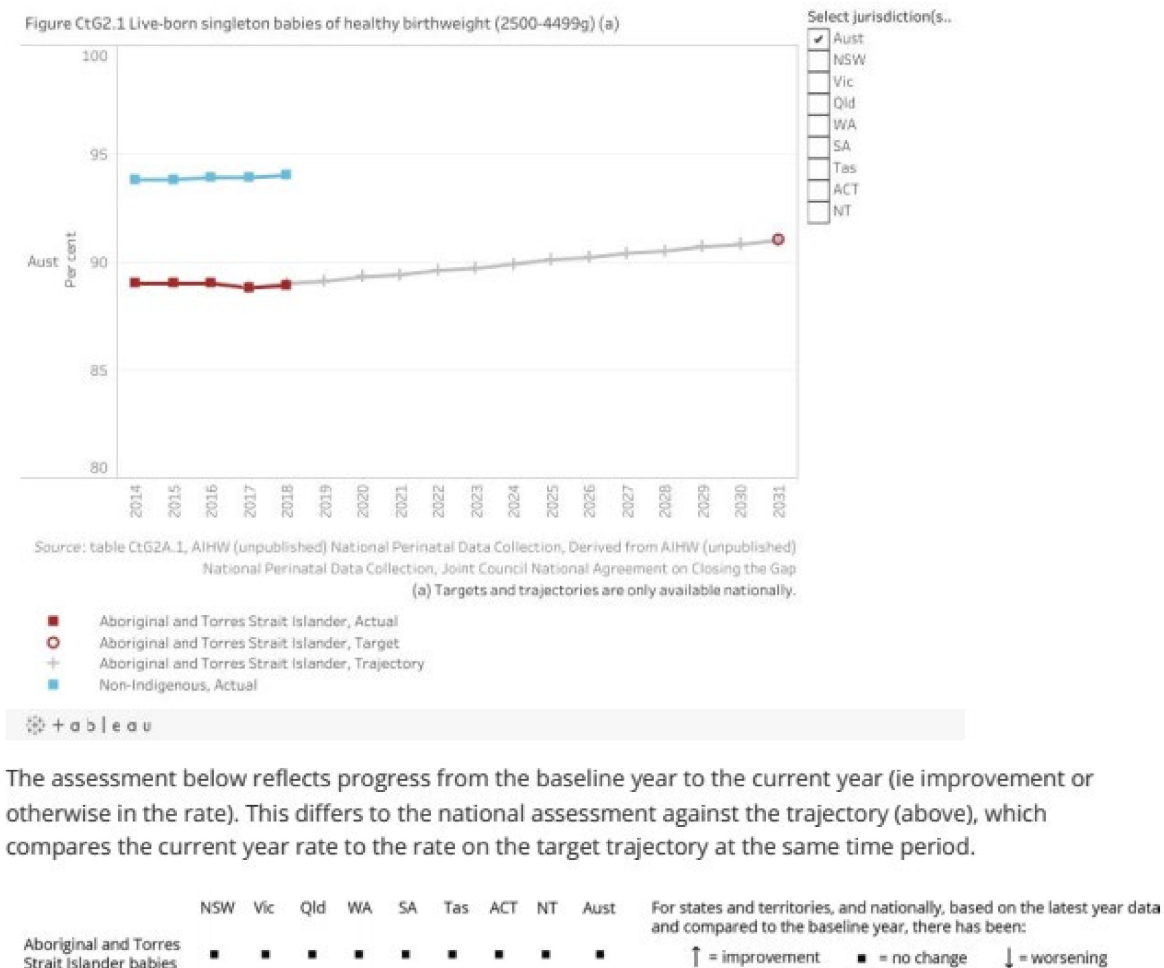 Figure CtG2.1 Live-born singleton babies of healthy birthweight (2500-4499g) (a)
Select jurisdiction(s..
Aust
NSW
Vic
Qld
WA
SA
Tas
ACT
NT
100
95
90
85
80
Aust
Per cent
2014
2015
2016
2017
2018
2019
2020
2021
2022
2023
2024
2025
2026
2027
2028
2029
2030
2031
Source: table CtG2A.1, AIHW (unpublished) National Perinatal Data Collection, Derived from AIHW (unpublished)
National Perinatal Data Collection, Joint Council National Agreement on Closing the Gap
(a) Targets and trajectories are only available nationally.
Aboriginal and Torres Strait Islander, Actual
Aboriginal and Torres Strait Islander, Target
Aboriginal and Torres Strait Islander, Trajectory
Non-Indigenous, Actual
+ a b l e a u
The assessment below reflects progress from the baseline year to the current year (ie improvement or
otherwise in the rate). This differs to the national assessment against the trajectory (above), which
compares the current year rate to the rate on the target trajectory at the same time period.
NSW Vic Qld WA SA Tas ACT NT Aust
For states and territories, and nationally, based on the latest year data
and compared to the baseline year, there has been:
Aboriginal and Torres
Strait Islander babies
↑ = improvement ■ = no change ↓ = worsening